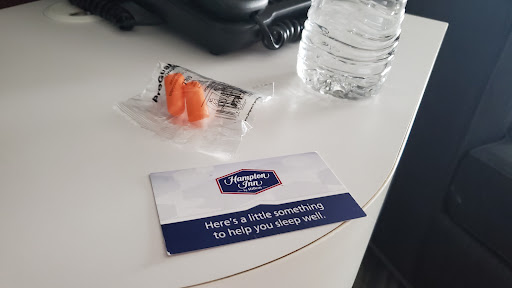 Hampton
Inn
by Hilton
Here's a little something
to help you sleep well.